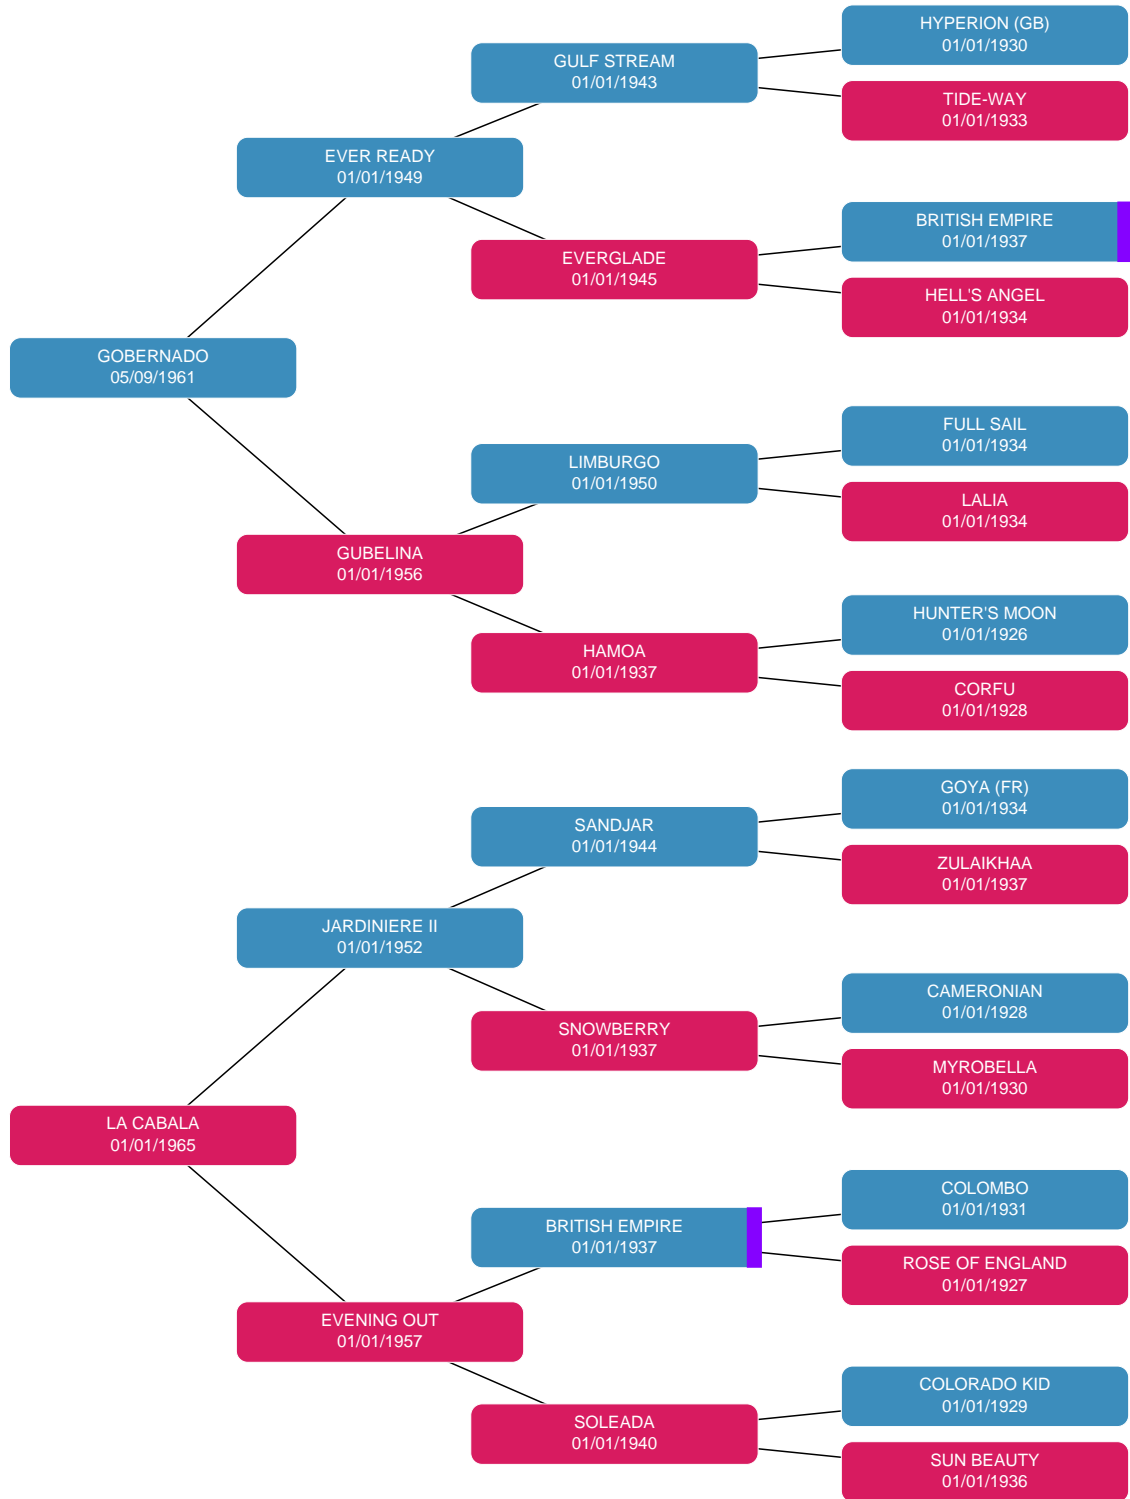 HYPERION (GB)
01/01/1930
GULF STREAM
01/01/1943
TIDE-WAY
01/01/1933
EVER READY
01/01/1949
BRITISH EMPIRE
01/01/1937
EVERGLADE
01/01/1945
HELL'S ANGEL
01/01/1934
GOBERNADO
05/09/1961
FULL SAIL
01/01/1934
LIMBURGO
01/01/1950
LALIA
01/01/1934
GUBELINA
01/01/1956
HUNTER'S MOON
01/01/1926
HAMOA
01/01/1937
CORFU
01/01/1928
GOYA (FR)
01/01/1934
SANDJAR
01/01/1944
ZULAIKHAA
01/01/1937
JARDINIERE II
01/01/1952
CAMERONIAN
01/01/1928
SNOWBERRY
01/01/1937
MYROBELLA
01/01/1930
LA CABALA
01/01/1965
COLOMBO
01/01/1931
BRITISH EMPIRE
01/01/1937
ROSE OF ENGLAND
01/01/1927
EVENING OUT
01/01/1957
COLORADO KID
01/01/1929
SOLEADA
01/01/1940
SUN BEAUTY
01/01/1936